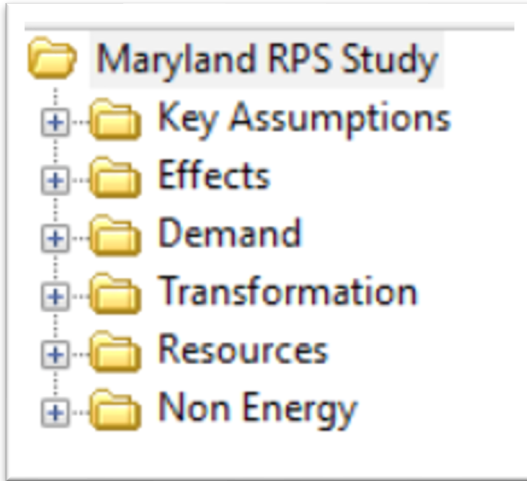 Maryland RPS Study
Key Assumptions
Effects
Demand
Transformation
Resources
Non Energy